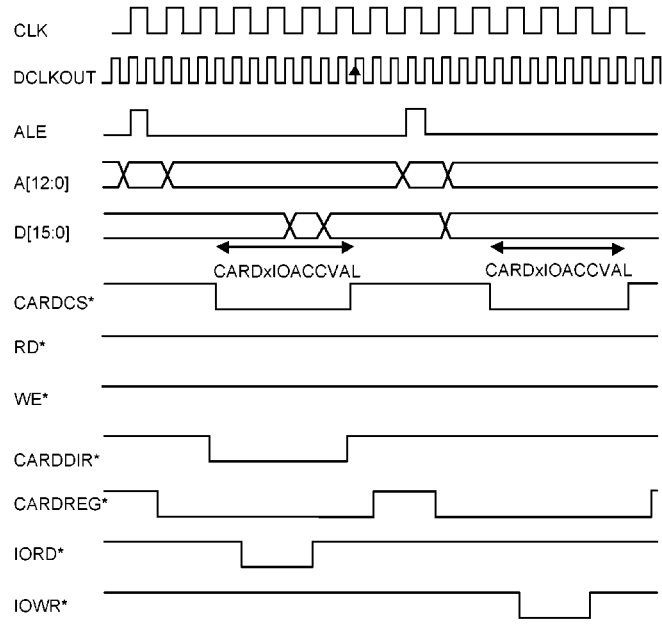 CLK
DCLKOUT
ALE
A[12:0]
D[15:0]
CARDxIOACCVAL CARDxIOACCVAL
CARDCS*
RD*
WE*
CARDDIR*
CARDREG*
IORD*
IOWR*